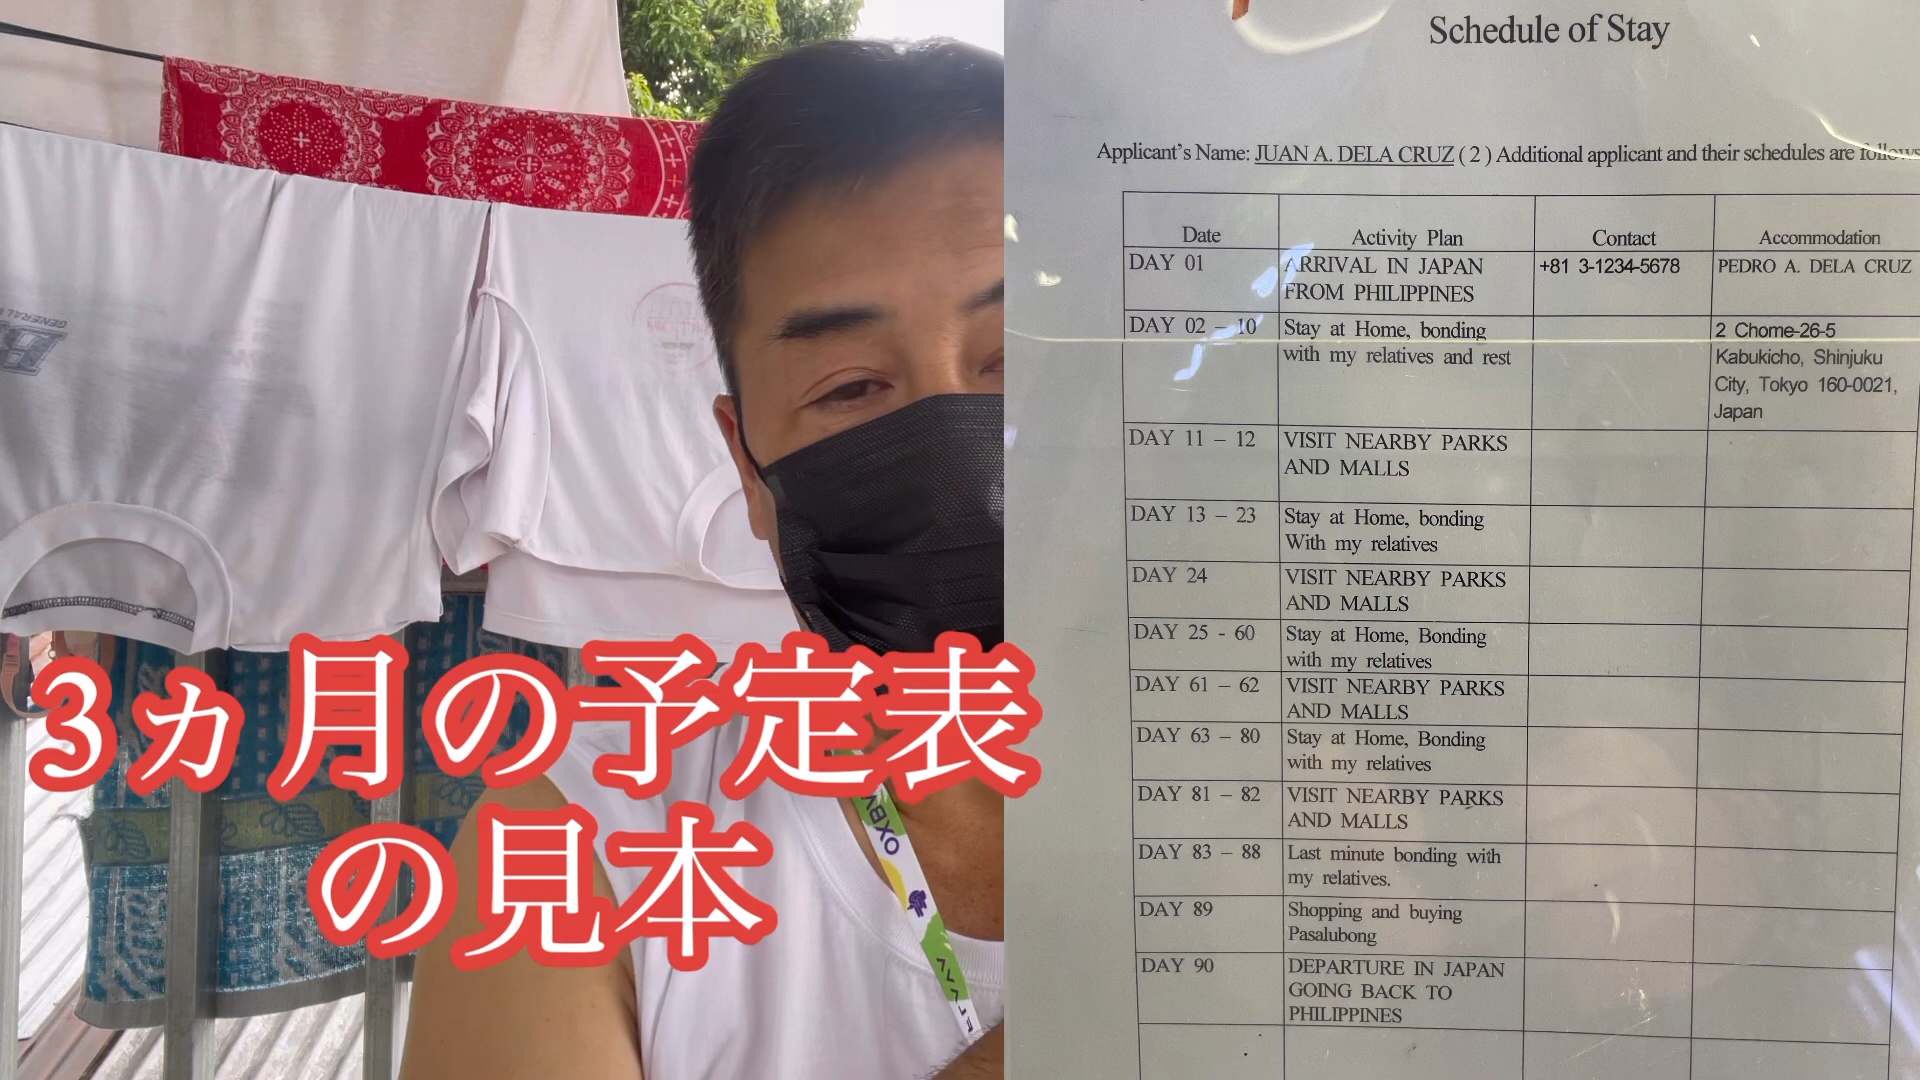 3ヵ月の予定表
の見本
GENERAL
OXBY
Schedule of Stay
Applicant's Name: JUAN A. DELA CRUZ ( 2 ) Additional applicant and their schedules are follows
Date Activity Plan Contact Accommodation
DAY 01 ARRIVAL IN JAPAN +81 3-1234-5678 PEDRO A. DELA CRUZ
FROM PHILIPPINES
DAY 02 – 10 Stay at Home, bonding 2 Chome-26-5
with my relatives and rest Kabukicho, Shinjuku
City, Tokyo 160-0021,
Japan
DAY 11 – 12 VISIT NEARBY PARKS
AND MALLS
DAY 13 – 23 Stay at Home, bonding
With my relatives
DAY 24 VISIT NEARBY PARKS
AND MALLS
DAY 25 - 60 Stay at Home, Bonding
with my relatives
DAY 61 – 62 VISIT NEARBY PARKS
AND MALLS
DAY 63 – 80 Stay at Home, Bonding
with my relatives
DAY 81 – 82 VISIT NEARBY PARKS
AND MALLS
DAY 83 – 88 Last minute bonding with
my relatives.
DAY 89 Shopping and buying
Pasalubong
DAY 90 DEPARTURE IN JAPAN
GOING BACK TO
PHILIPPINES